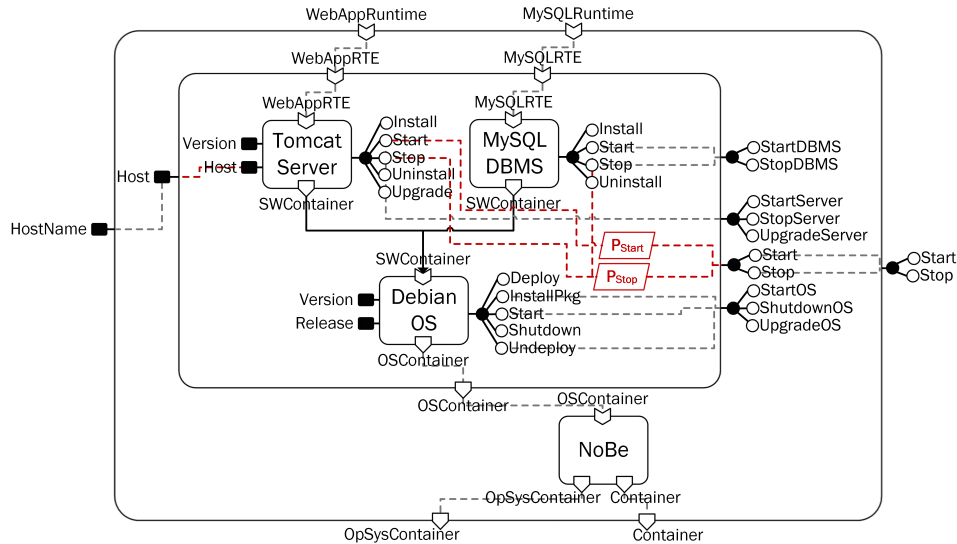 WebAppRuntime
MySQLRuntime
WebAppRTE
MySQLRTE
WebAppRTE
MySQLRTE
Version
Host
Tomcat
Server
Install
Start
Stop
Uninstall
Upgrade
MySQL
DBMS
Install
Start
Stop
Uninstall
StartDBMS
StopDBMS
Host
HostName
SWContainer
SWContainer
StartServer
StopServer
UpgradeServer
PStart
PStop
Start
Stop
Start
Stop
SWContainer
Version
Release
Debian
OS
Deploy
InstallPkg
Start
Shutdown
Undeploy
StartOS
ShutdownOS
UpgradeOS
OSContainer
OSContainer
OSContainer
NoBe
OpSysContainer
Container
OpSysContainer
Container